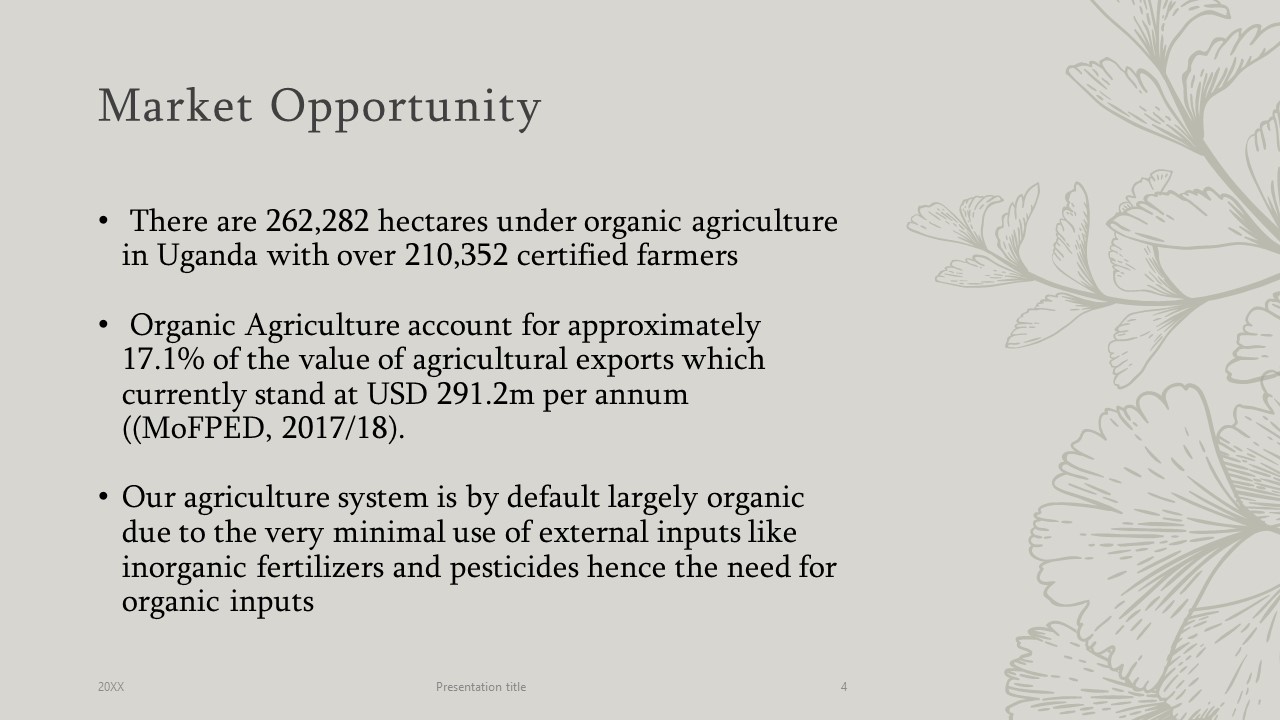 Market Opportunity
• There are 262,282 hectares under organic agriculture
in Uganda with over 210,352 certified farmers
• Organic Agriculture account for approximately
17.1% of the value of agricultural exports which
currently stand at USD 291.2m per annum
((MoFPED, 2017/18).
• Our agriculture system is by default largely organic
due to the very minimal use of external inputs like
inorganic fertilizers and pesticides hence the need for
organic inputs
20XX Presentation title 4